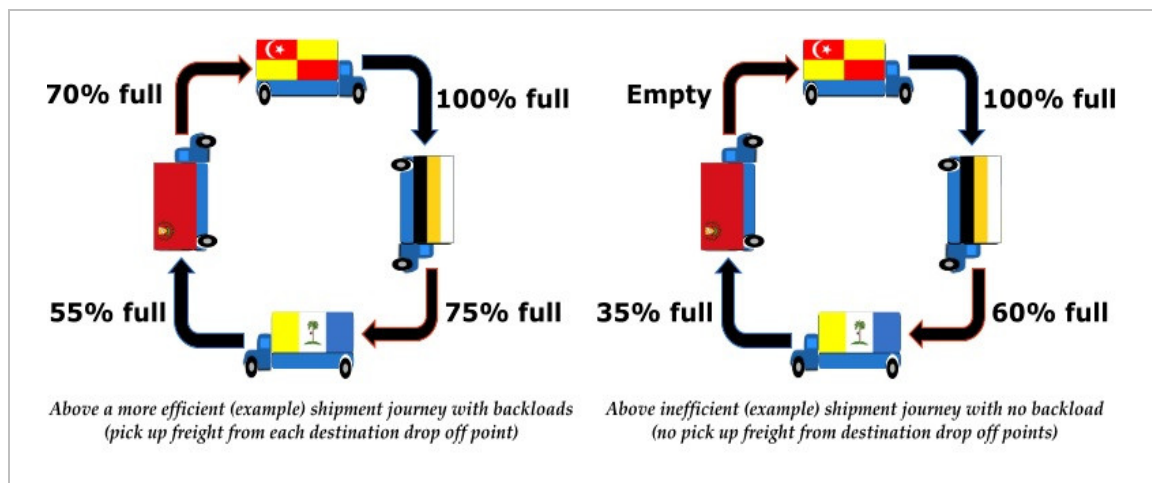 70% full
100% full
55% full
75% full
Above a more efficient (example) shipment journey with backloads
(pick up freight from each destination drop off point)
Empty
100% full
35% full
60% full
Above inefficient (example) shipment journey with no backload
(no pick up freight from destination drop off points)